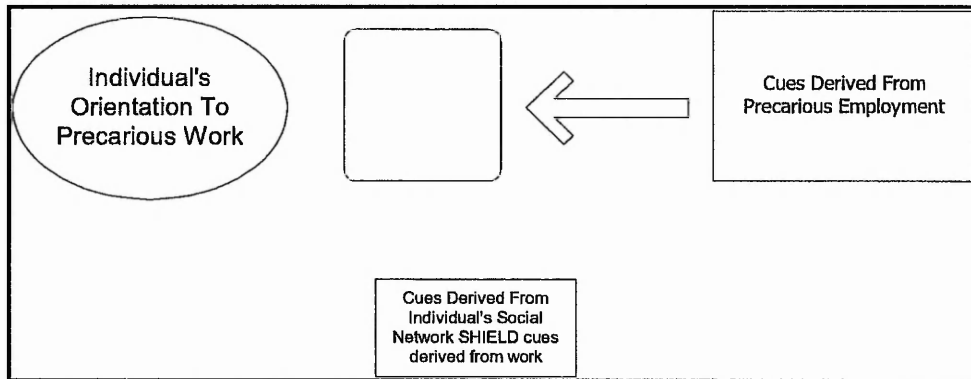 Individual's
Orientation To
Precarious Work
Cues Derived From
Precarious Employment
Cues Derived From
Individual's Social
Network SHIELD cues
derived from work